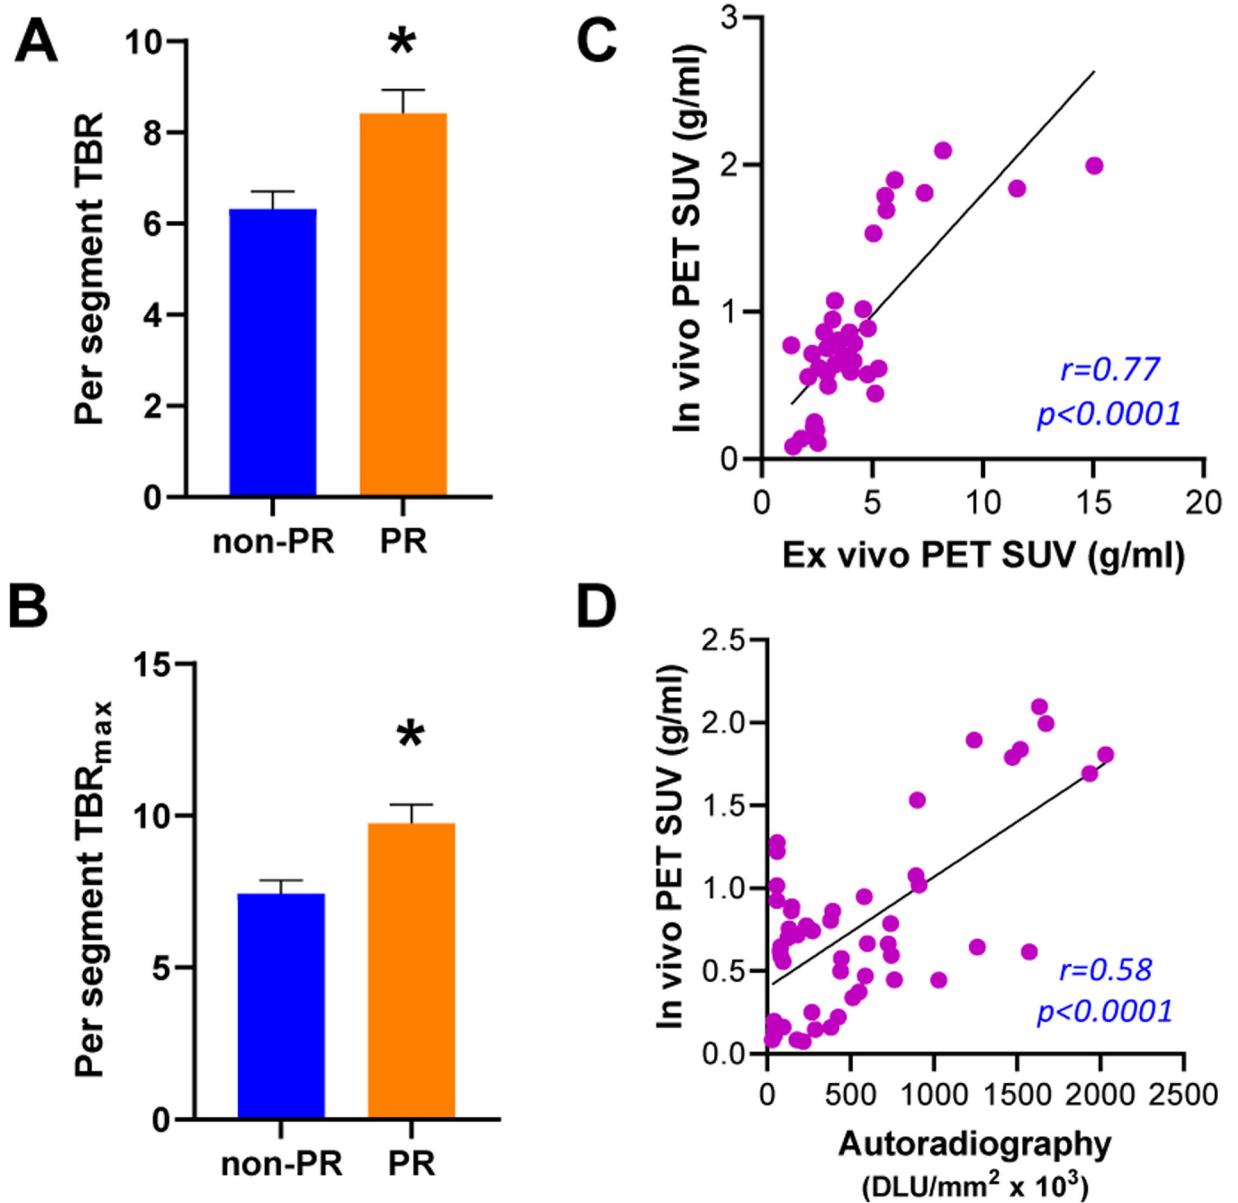 A
10
8
6
4
2
0
Per segment TBR
*
non-PR
PR
B
15
10
5
0
Per segment TBRmax
*
non-PR
PR
C
3
2
1
0
In vivo PET SUV (g/ml)
r=0.77
p<0.0001
0 5 10 15 20
Ex vivo PET SUV (g/ml)
D
2.5
2.0
1.5
1.0
0.5
0.0
In vivo PET SUV (g/ml)
r=0.58
p<0.0001
0 500 1000 1500 2000 2500
Autoradiography
(DLU/mm² x 10³)